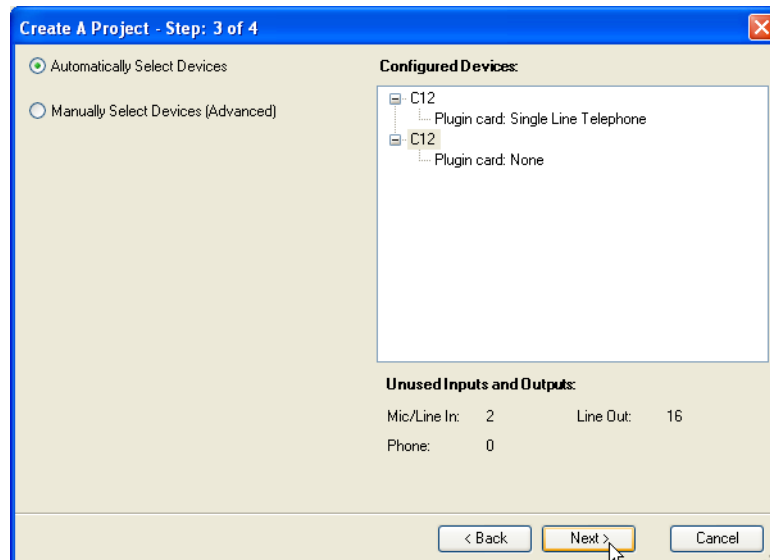 Create A Project - Step: 3 of 4
Automatically Select Devices
Manually Select Devices (Advanced)
Configured Devices:
C12
Plugin card: Single Line Telephone
C12
Plugin card: None
Unused Inputs and Outputs:
Mic/Line In: 2 Line Out: 16
Phone: 0
< Back Next > Cancel